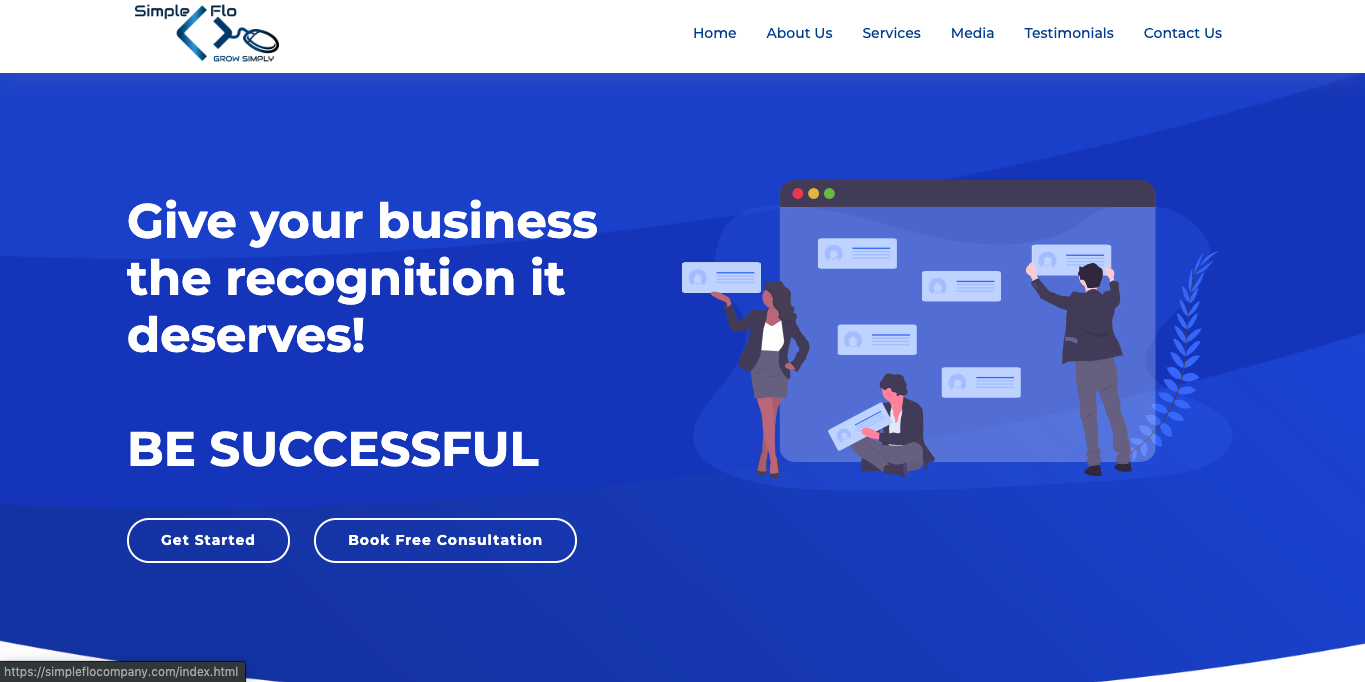 Simple Flo
GROW SIMPLY
Home About Us Services Media Testimonials Contact Us
Give your business
the recognition it
deserves!
BE SUCCESSFUL
Get Started Book Free Consultation
https://simpleflocompany.com/index.html